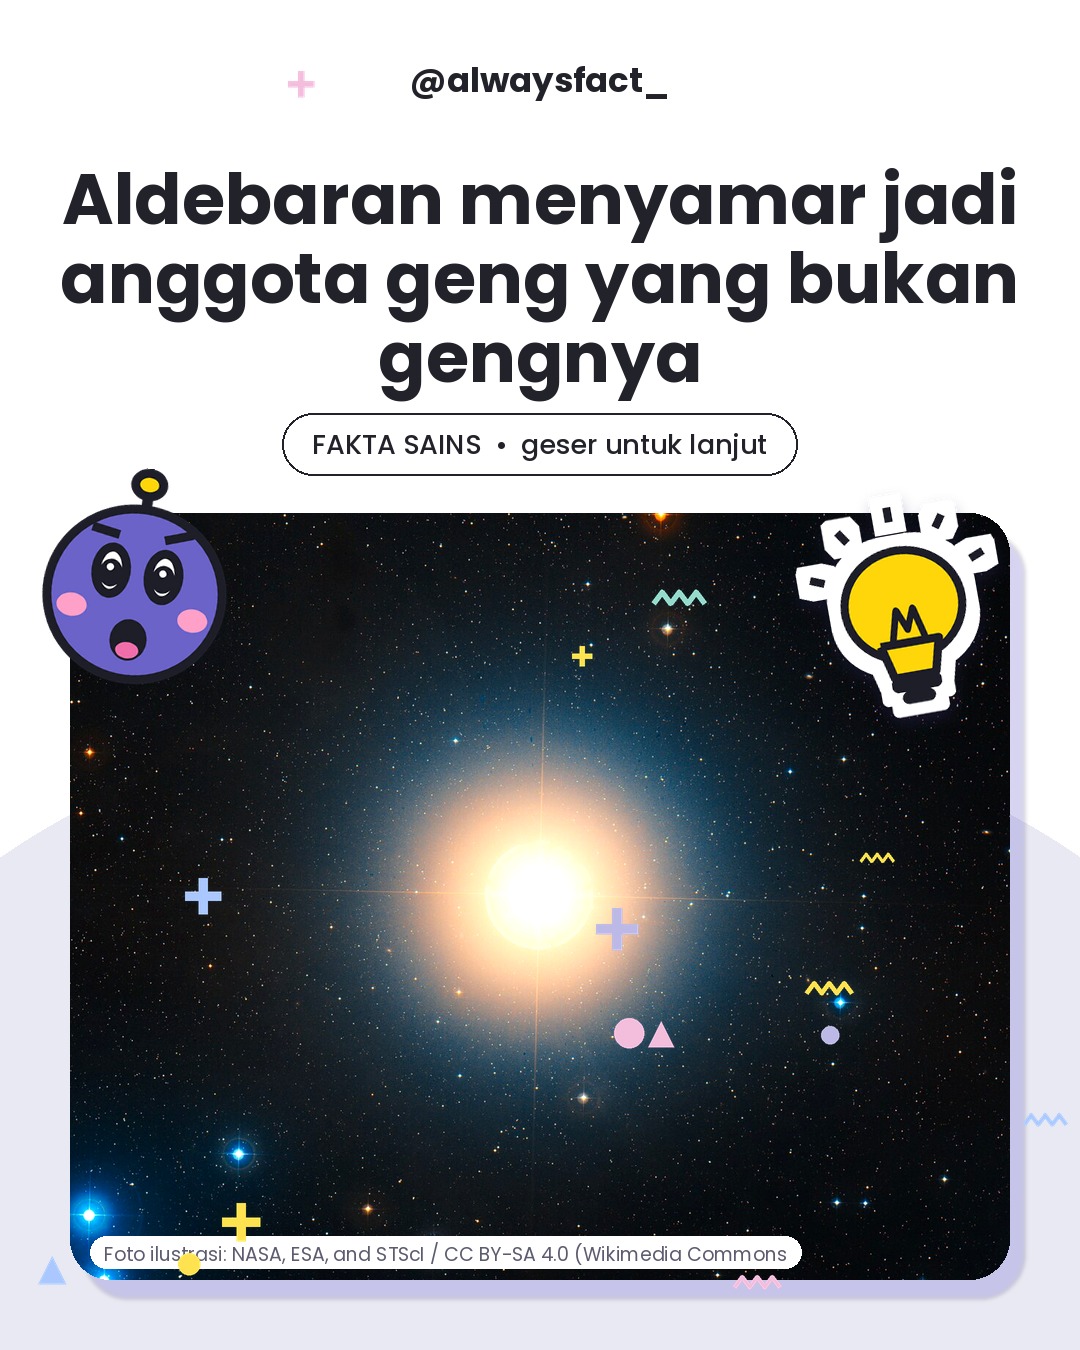 @alwaysfact_
Aldebaran menyamar jadi
anggota geng yang bukan
gengnya
FAKTA SAINS • geser untuk lanjut
Foto ilustrasi: NASA, ESA, and STScI / CC BY-SA 4.0 (Wikimedia Commons